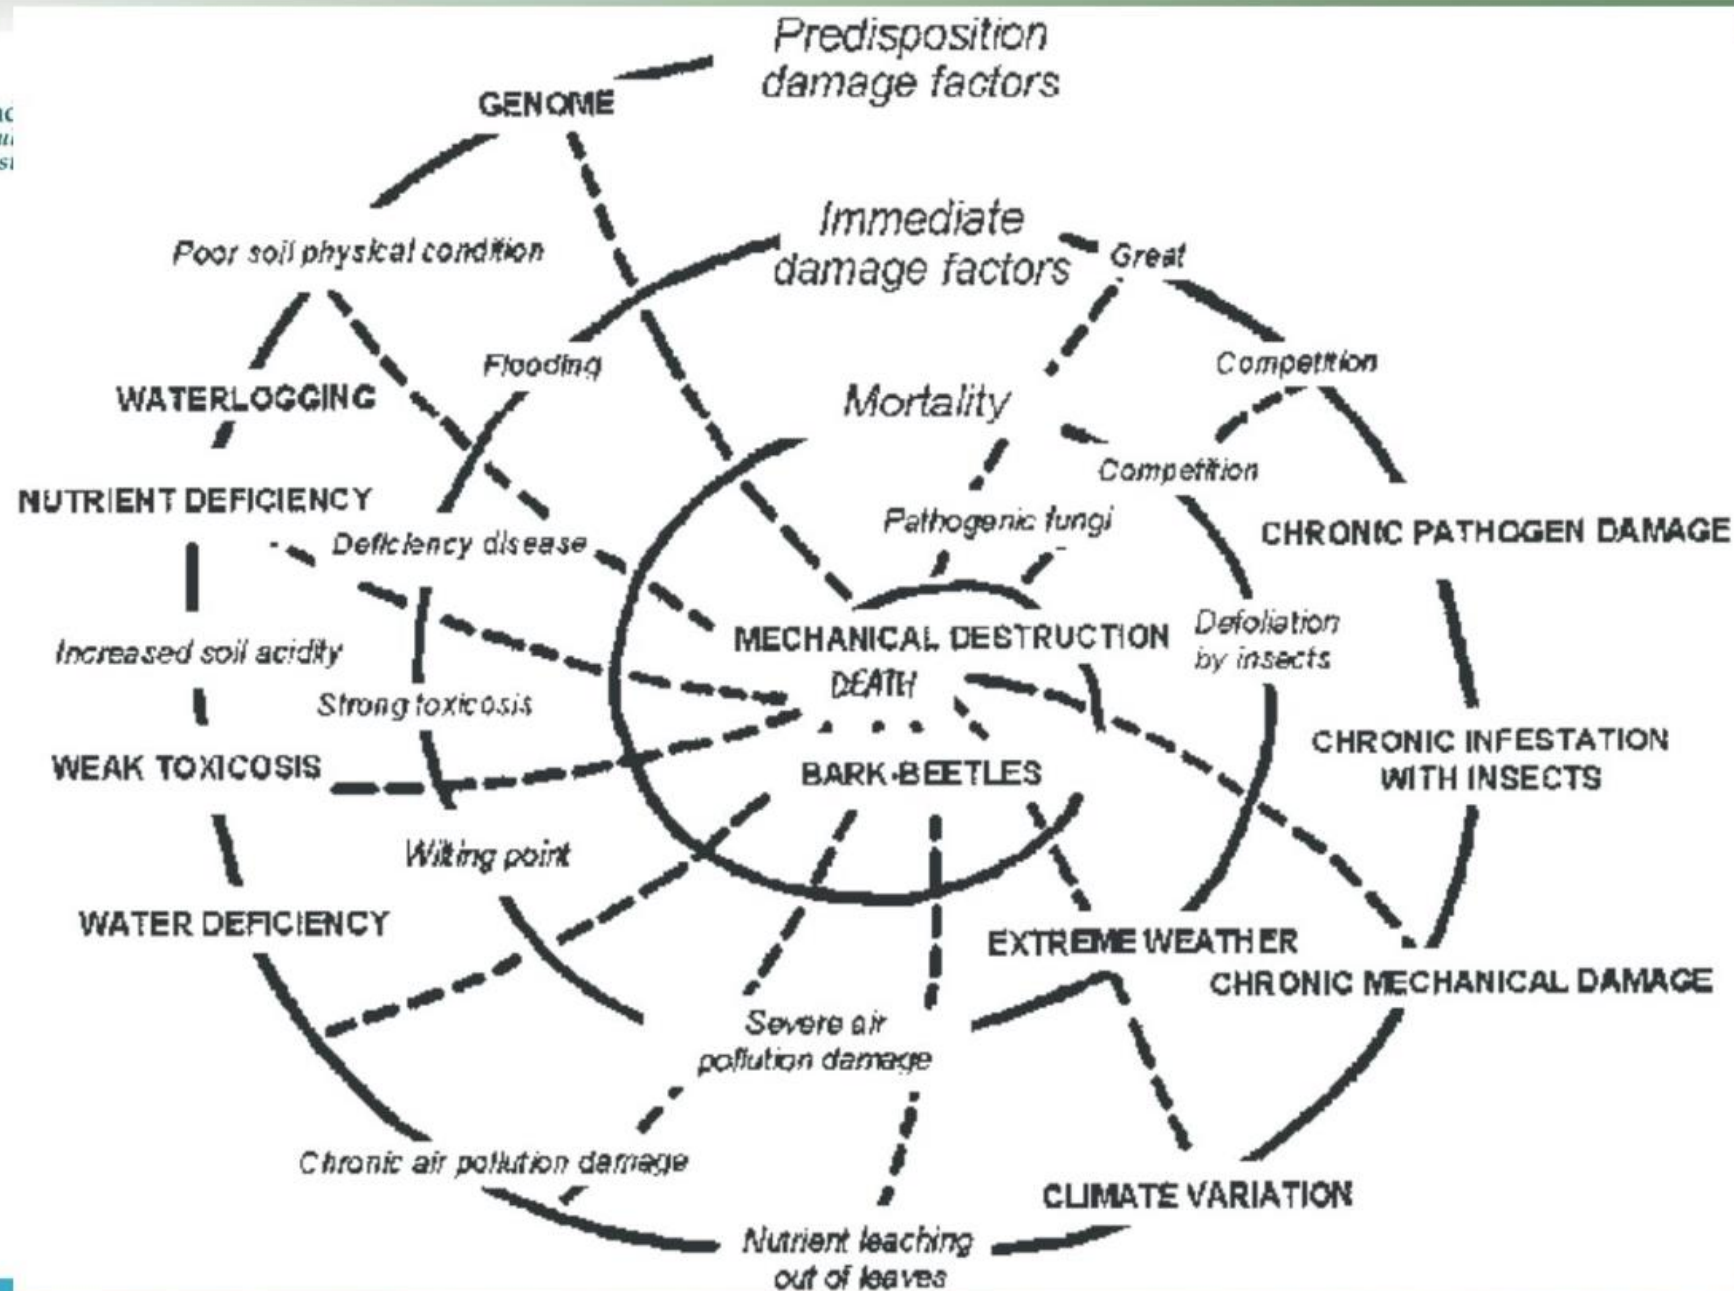 Predisposition
damage factors
GENOME
Immediate
damage factors
Great
Poor soil physical condition
Flooding
Competition
WATERLOGGING
Mortality
Competition
NUTRIENT DEFICIENCY
Pathogenic fungi
CHRONIC PATHOGEN DAMAGE
Deficiency disease
MECHANICAL DESTRUCTION
Defoliation
by insects
Increased soil acidity
DEATH
Strong toxicosis
CHRONIC INFESTATION
WITH INSECTS
WEAK TOXICOSIS
BARK-BEETLES
Wilting point
WATER DEFICIENCY
EXTREME WEATHER
CHRONIC MECHANICAL DAMAGE
Severe air
pollution damage
Chronic air pollution damage
CLIMATE VARIATION
Nutrient leaching
out of leaves